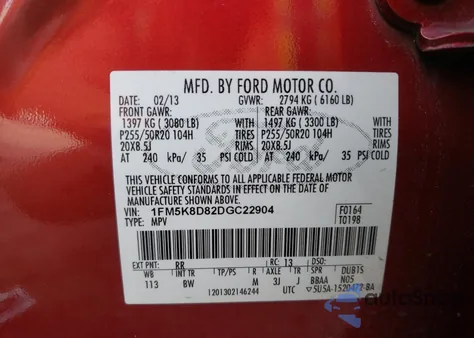 MFD. BY FORD MOTOR CO.
DATE: 02/13 GVWR: 2794 KG ( 6160 LB)
FRONT GAWR: REAR GAWR:
1397 KG ( 3080 LB) WITH 1497 KG ( 3300 LB) WITH
P255/50R20 104H TIRES P255/50R20 104H TIRES
20X8.5J RIMS 20X8.5J RIMS
AT 240 kPa/ 35 PSI COLD AT 240 kPa/ 35 PSI COLD
THIS VEHICLE CONFORMS TO ALL APPLICABLE FEDERAL MOTOR
VEHICLE SAFETY STANDARDS IN EFFECT ON THE DATE OF
MANUFACTURE SHOWN ABOVE.
VIN: 1FM5K8D82DGC22904 F0164
TYPE: MPV T0198
EXT PNT: RR RC: 13 DSO:
WB INT TR TP/PS R AXLE TR SPR DUB1S
113 BW M 3J J BBAA N05
1201302146244 UTC